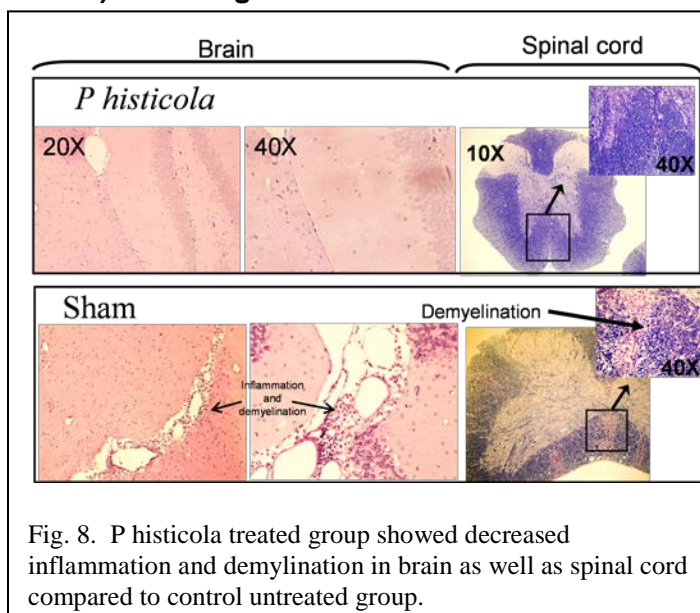 Brain
Spinal cord
P histicola
20X
40X
10X
40X
Sham
Demyelination
Inflammation
and
demyelination
40X
Fig. 8. P histicola treated group showed decreased
inflammation and demylination in brain as well as spinal cord
compared to control untreated group.